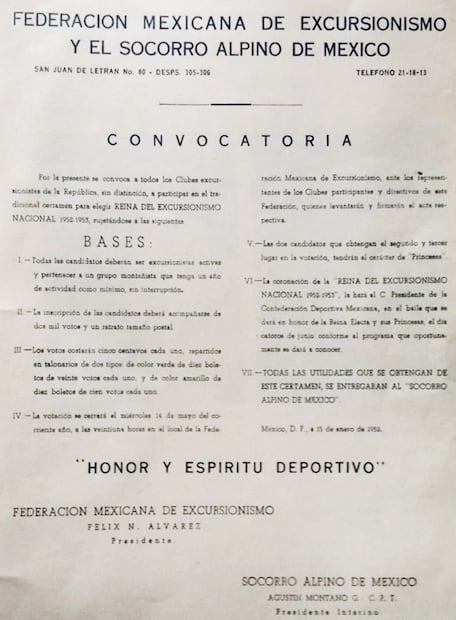 FEDERACION MEXICANA DE EXCURSIONISMO
Y EL SOCORRO ALPINO DE MEXICO
SAN JUAN DE LETRAN No. 80 - DESPS. 305-306
TELEFONO 21-18-13
CONVOCATORIA
Por la presente se convoca a todos los Clubes excur-
sionistas de la República, sin distinción, a participar en el tra-
dicional certamen para elegir REINA DEL EXCURSIONISMO
NACIONAL 1952-1953, sujetándose a las siguientes
BASES:
I.—Todas las candidatas deberán ser excursionistas activas
y pertenecer a un grupo montañista que tenga un año
de actividad como mínimo, sin interrupción.
II.—La inscripción de las candidatas deberá acompañarse de
dos mil votos y un retrato tamaño postal.
III.—Los votos costarán cinco centavos cada uno, repartidos
en talonarios de dos tipos: de color verde de diez bole-
tos de veinte votos cada uno, y de color amarillo de
diez boletos de cien votos cada uno.
IV.—La votación se cerrará el miércoles 14 de mayo del co-
rriente año, a las veintiuna horas en el local de la Fede-
ración Mexicana de Excursionismo, ante los represen-
tantes de los Clubes participantes y directivos de esta
Federación, quienes levantarán y firmarán el acta res-
pectiva.
V.—Las dos candidatas que obtengan el segundo y tercer
lugar en la votación, tendrán el carácter de "Princesas".
VI.—La coronación de la "REINA DEL EXCURSIONISMO
NACIONAL 1952-1953", la hará el C. Presidente de la
Confederación Deportiva Mexicana, en el baile que se
dará en honor de la Reina Electa y sus Princesas, el día
catorce de junio conforme al programa que oportuna-
mente se dará a conocer.
VII.—TODAS LAS UTILIDADES QUE SE OBTENGAN DE
ESTE CERTAMEN, SE ENTREGARAN AL "SOCORRO
ALPINO DE MEXICO".
México, D. F., a 15 de enero de 1952.
"HONOR Y ESPIRITU DEPORTIVO"
FEDERACION MEXICANA DE EXCURSIONISMO
FELIX N. ALVAREZ
Presidente
SOCORRO ALPINO DE MEXICO
AGUSTIN MONTANO G. C. P. T.
Presidente Interino